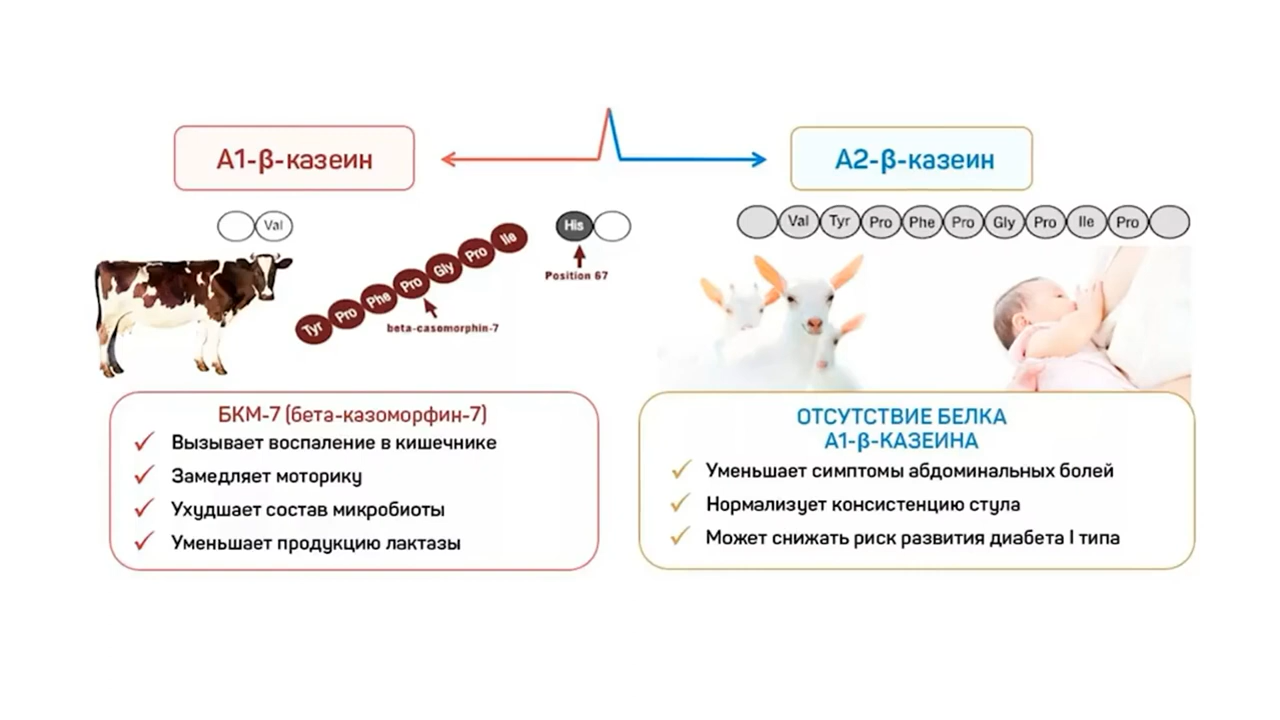 А1-β-казеин
А2-β-казеин
Val
Tyr
Pro
Phe
Pro
Gly
Pro
Ile
His
Position 67
beta-casomorphin-7
Val
Tyr
Pro
Phe
Pro
Gly
Pro
Ile
Pro
БКМ-7 (бета-казоморфин-7)
Вызывает воспаление в кишечнике
Замедляет моторику
Ухудшает состав микробиоты
Уменьшает продукцию лактазы
ОТСУТСТВИЕ БЕЛКА
А1-β-КАЗЕИНА
Уменьшает симптомы абдоминальных болей
Нормализует консистенцию стула
Может снижать риск развития диабета I типа